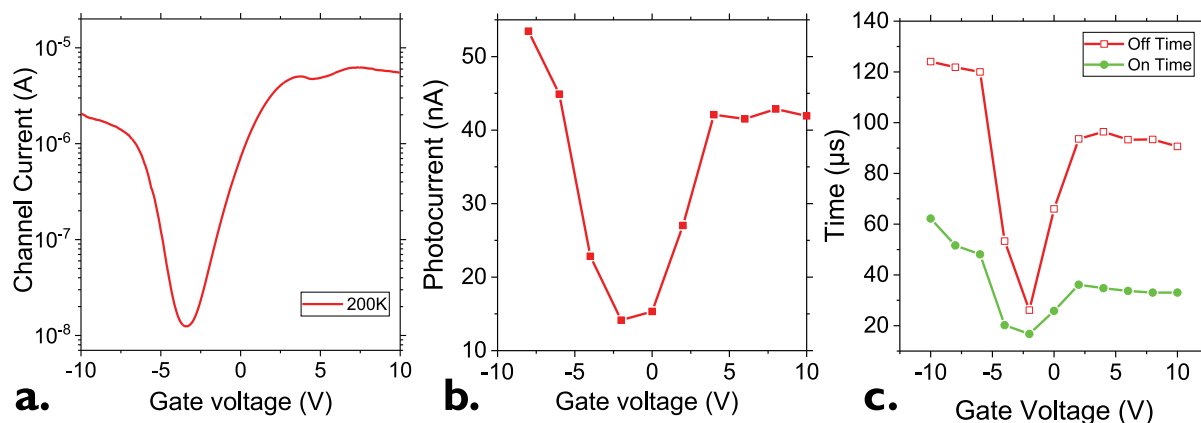 Channel Current (A)
10⁻⁵
10⁻⁶
10⁻⁷
10⁻⁸
-10 -5 0 5 10
Gate voltage (V)
200K
a.
Photocurrent (nA)
50
40
30
20
10
-10 -5 0 5 10
Gate voltage (V)
b.
Time (µs)
120
100
80
60
40
20
-10 -5 0 5 10
Gate Voltage (V)
Off Time
On Time
c.